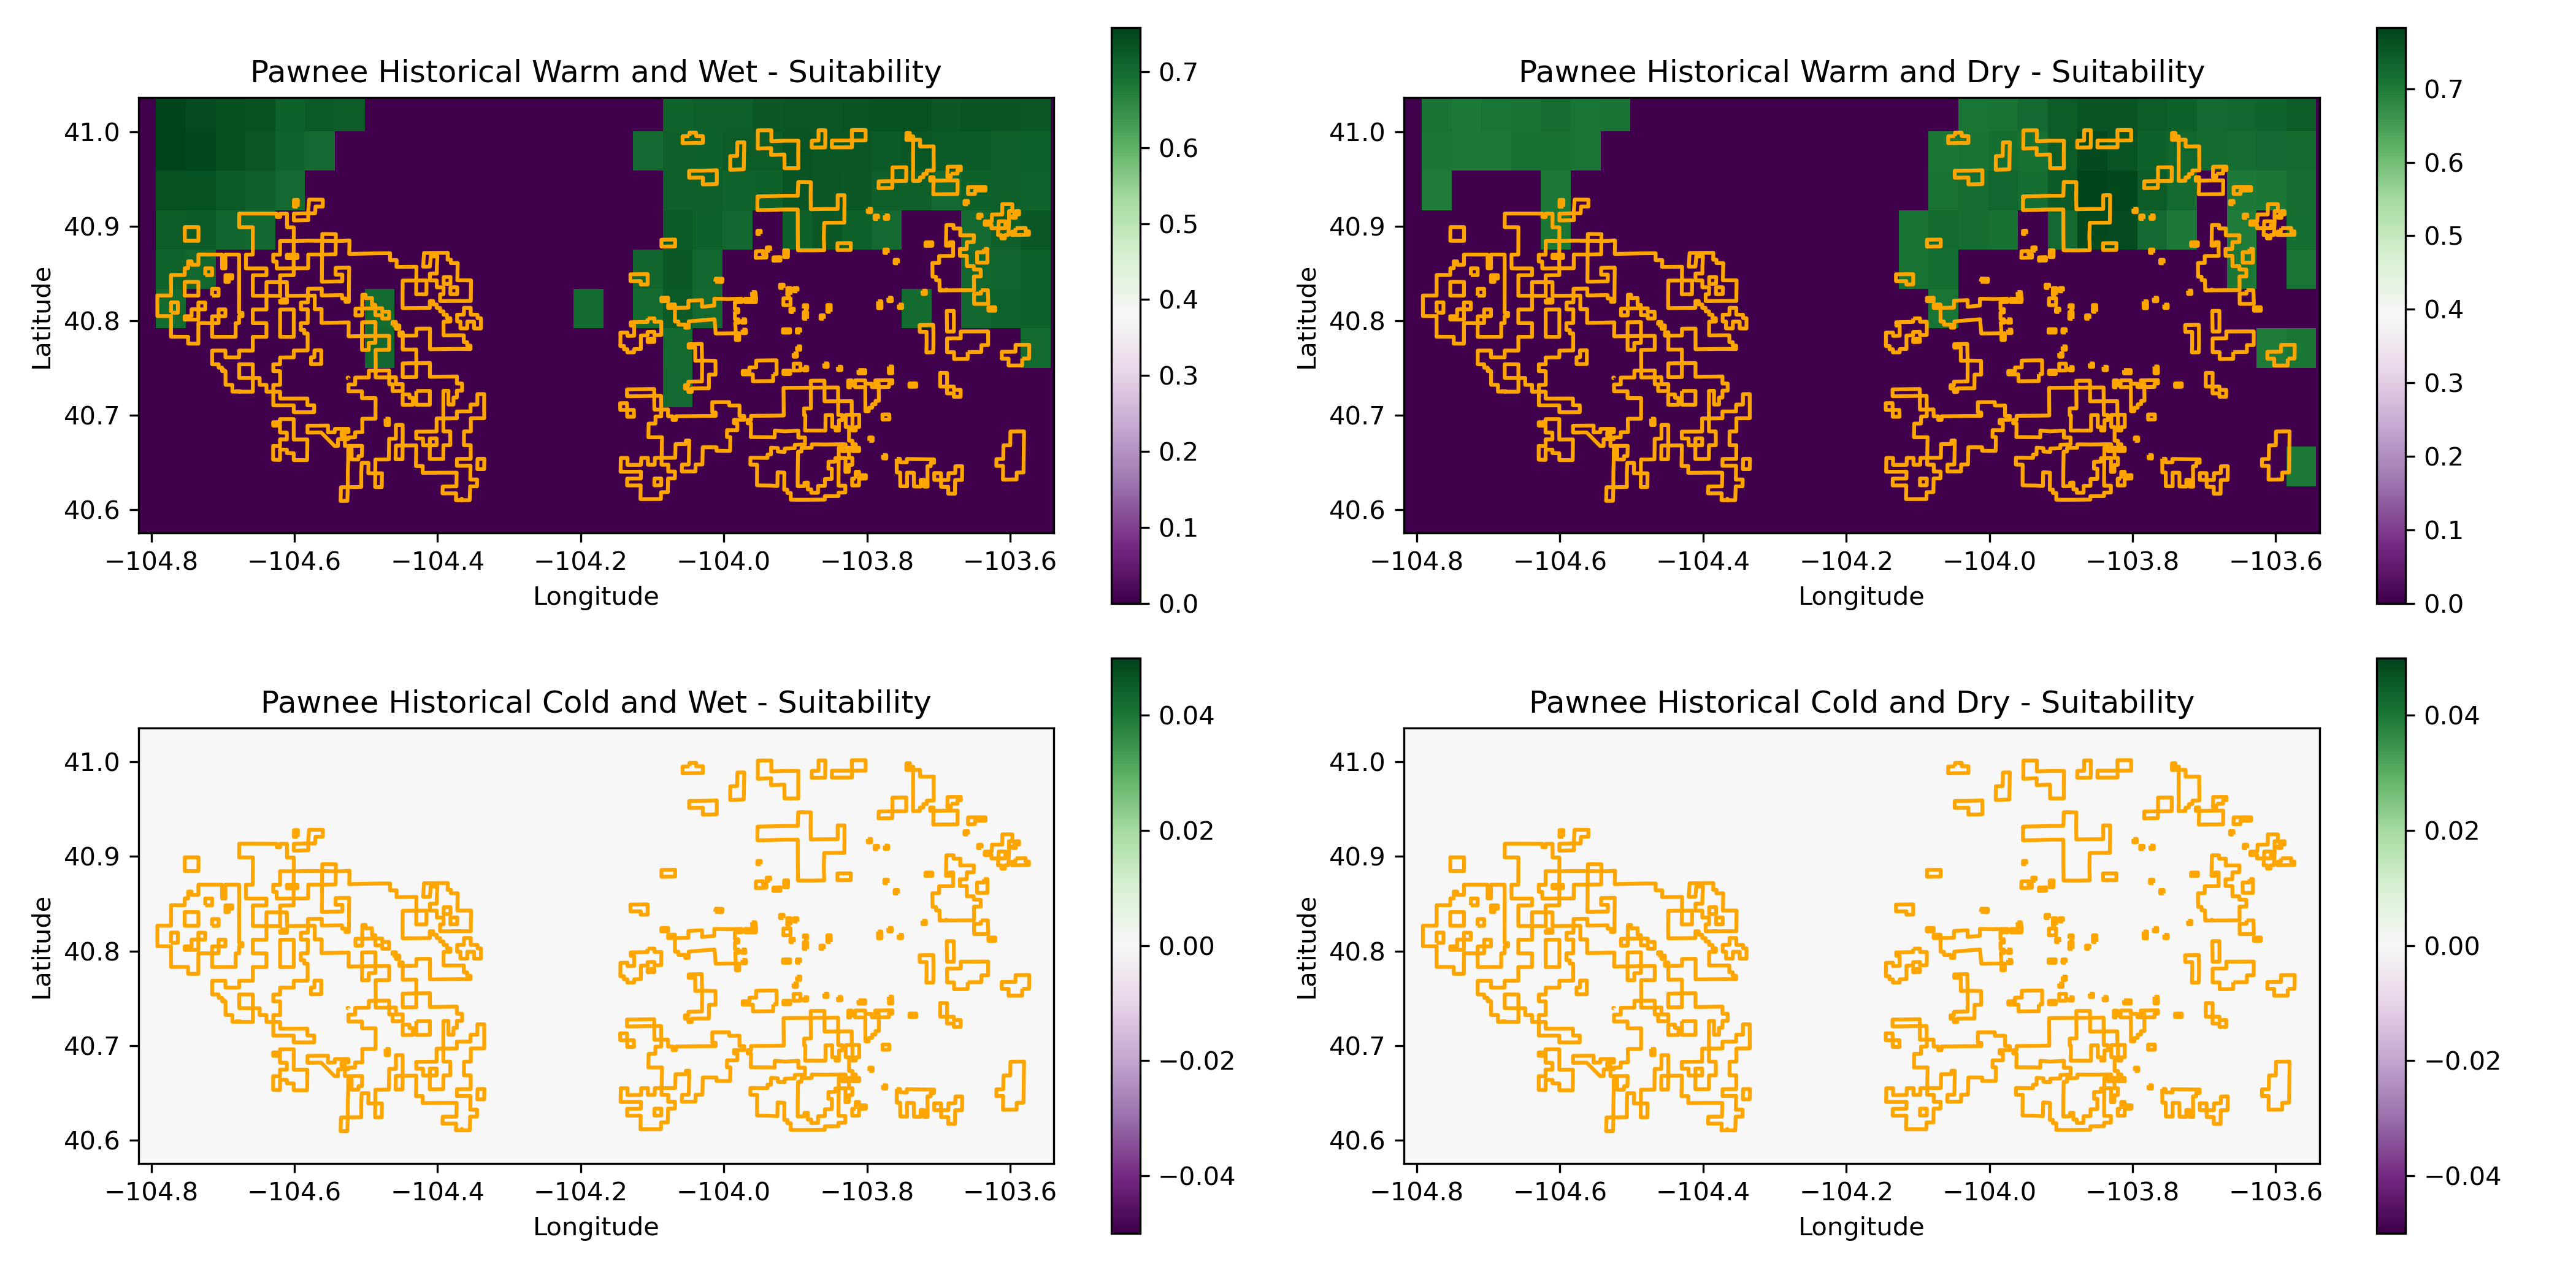 Pawnee Historical Warm and Wet - Suitability
41.0
40.9
40.8
40.7
40.6
Latitude
−104.8 −104.6 −104.4 −104.2 −104.0 −103.8 −103.6
Longitude
0.7
0.6
0.5
0.4
0.3
0.2
0.1
0.0
Pawnee Historical Warm and Dry - Suitability
41.0
40.9
40.8
40.7
40.6
Latitude
−104.8 −104.6 −104.4 −104.2 −104.0 −103.8 −103.6
Longitude
0.7
0.6
0.5
0.4
0.3
0.2
0.1
0.0
Pawnee Historical Cold and Wet - Suitability
41.0
40.9
40.8
40.7
40.6
Latitude
−104.8 −104.6 −104.4 −104.2 −104.0 −103.8 −103.6
Longitude
0.04
0.02
0.00
−0.02
−0.04
Pawnee Historical Cold and Dry - Suitability
41.0
40.9
40.8
40.7
40.6
Latitude
−104.8 −104.6 −104.4 −104.2 −104.0 −103.8 −103.6
Longitude
0.04
0.02
0.00
−0.02
−0.04